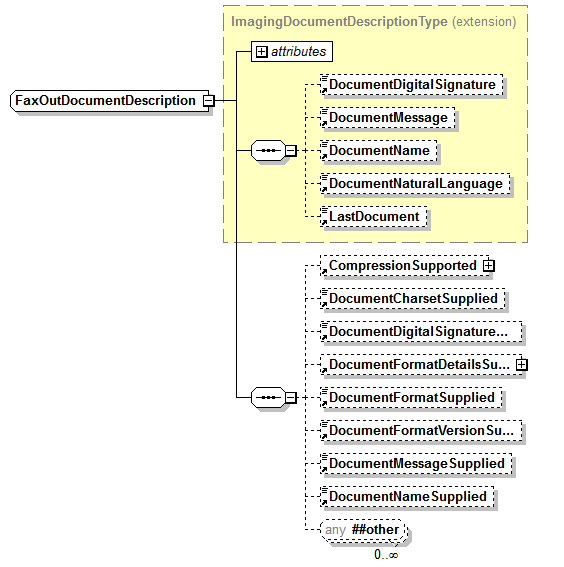 ImagingDocumentDescriptionType (extension)
attributes
FaxOutDocumentDescription
DocumentDigitalSignature
DocumentMessage
DocumentName
DocumentNaturalLanguage
LastDocument
CompressionSupported
DocumentCharsetSupplied
DocumentDigitalSignature...
DocumentFormatDetailsSu...
DocumentFormatSupplied
DocumentFormatVersionSu...
DocumentMessageSupplied
DocumentNameSupplied
any ##other
0..∞